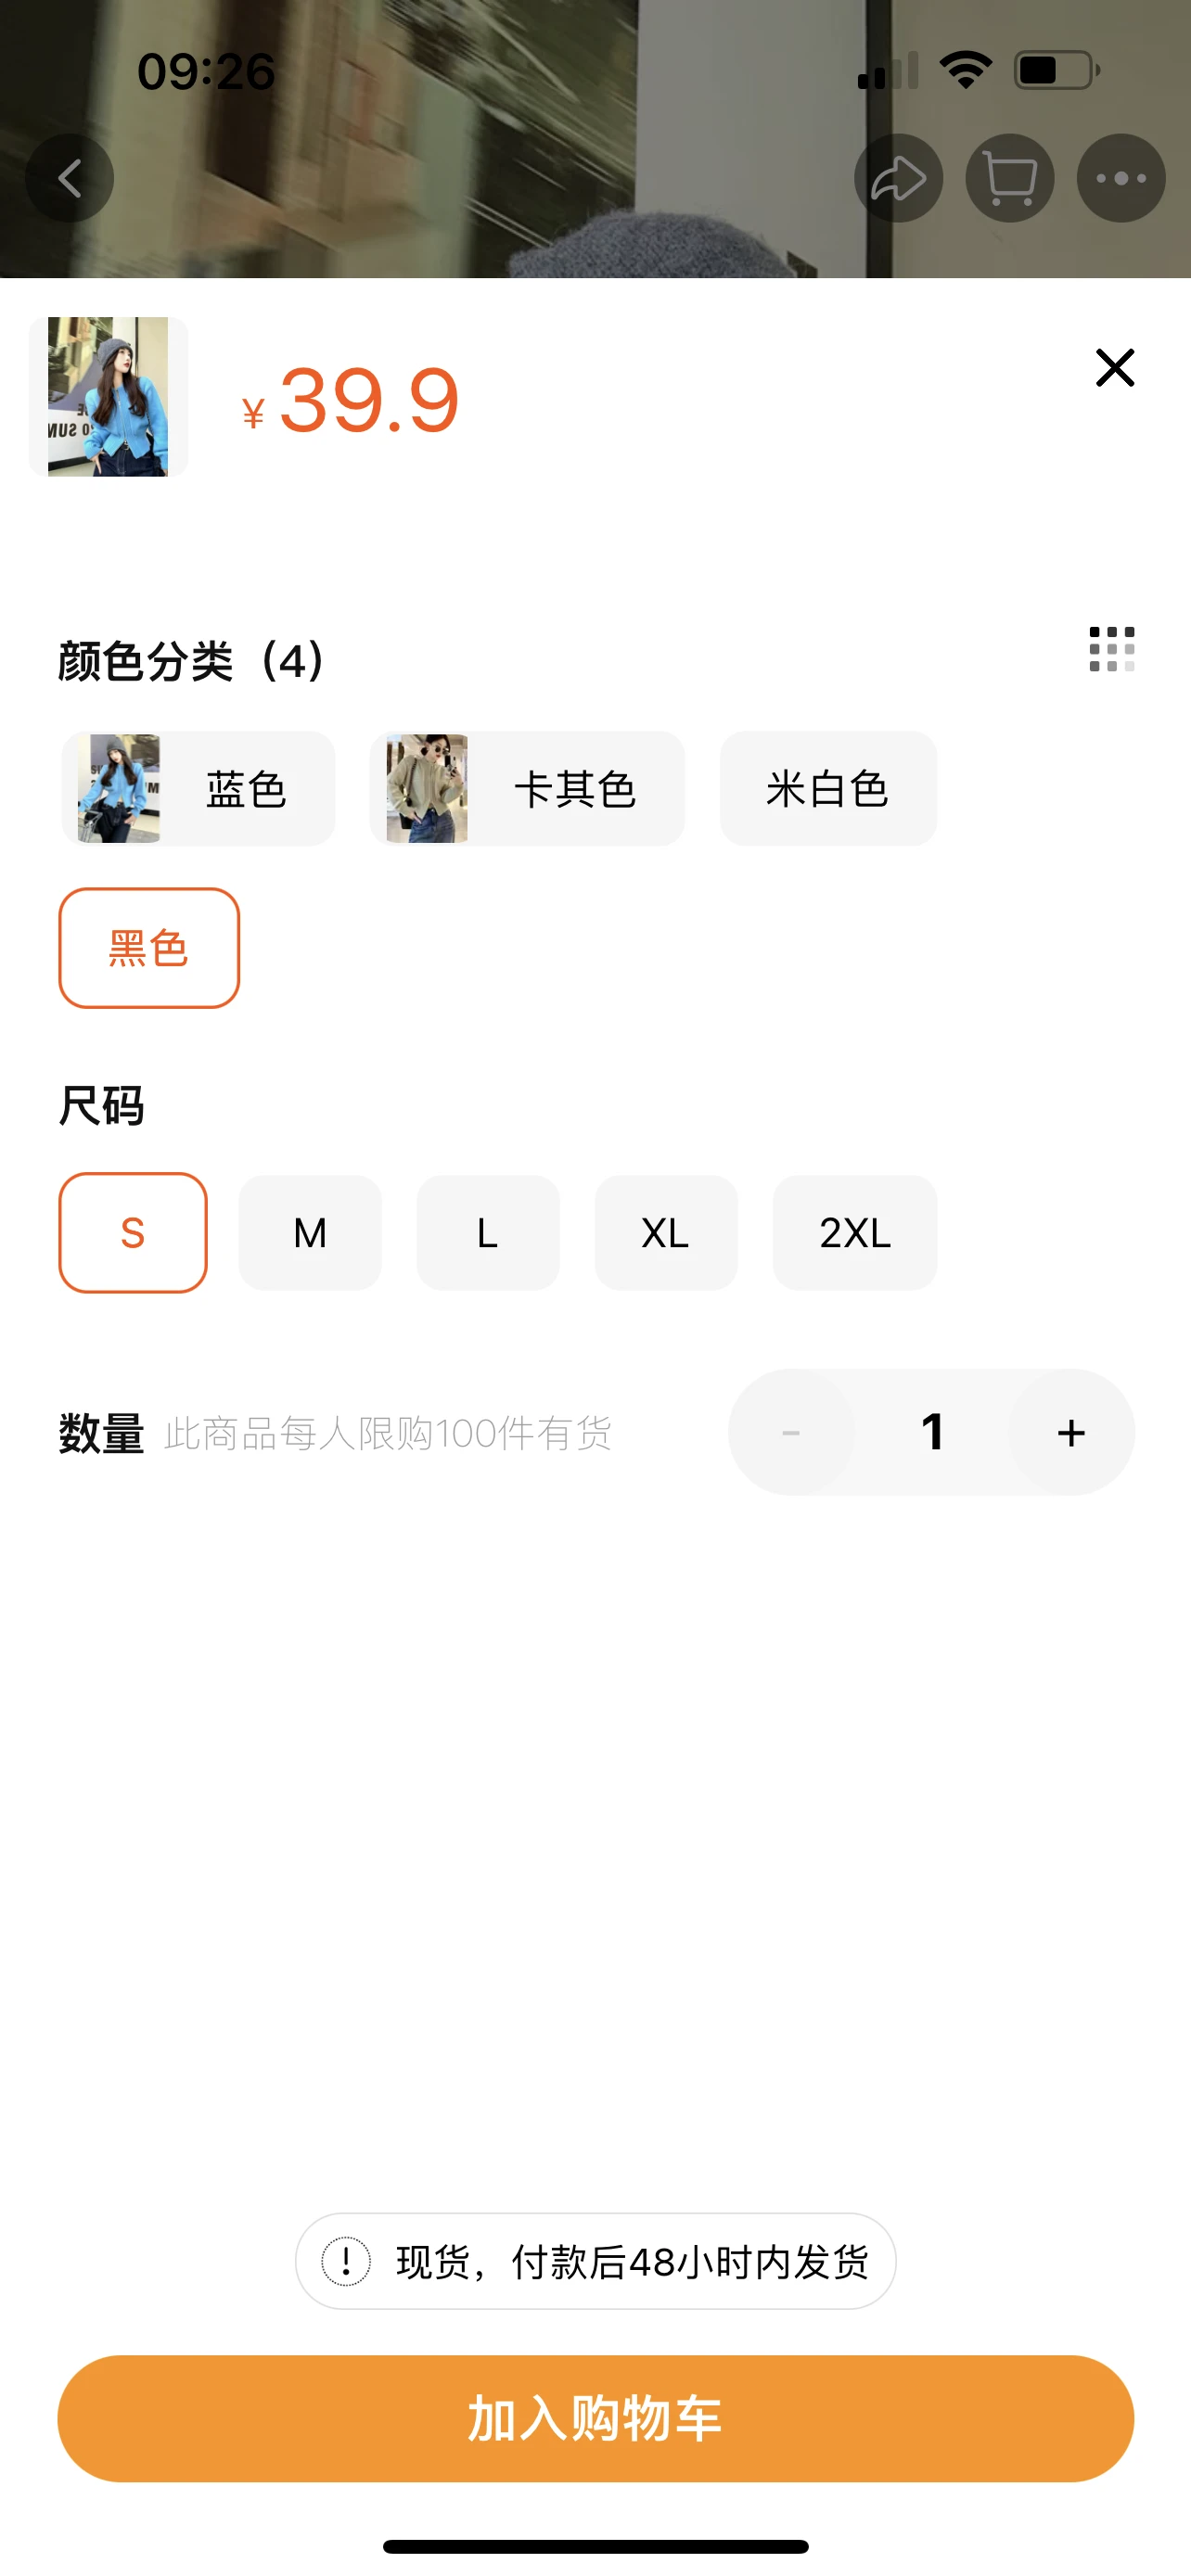 09:26
¥39.9
颜色分类（4）
蓝色
卡其色
米白色
黑色
尺码
S
M
L
XL
2XL
数量 此商品每人限购100件有货
- 1 +
现货，付款后48小时内发货
加入购物车